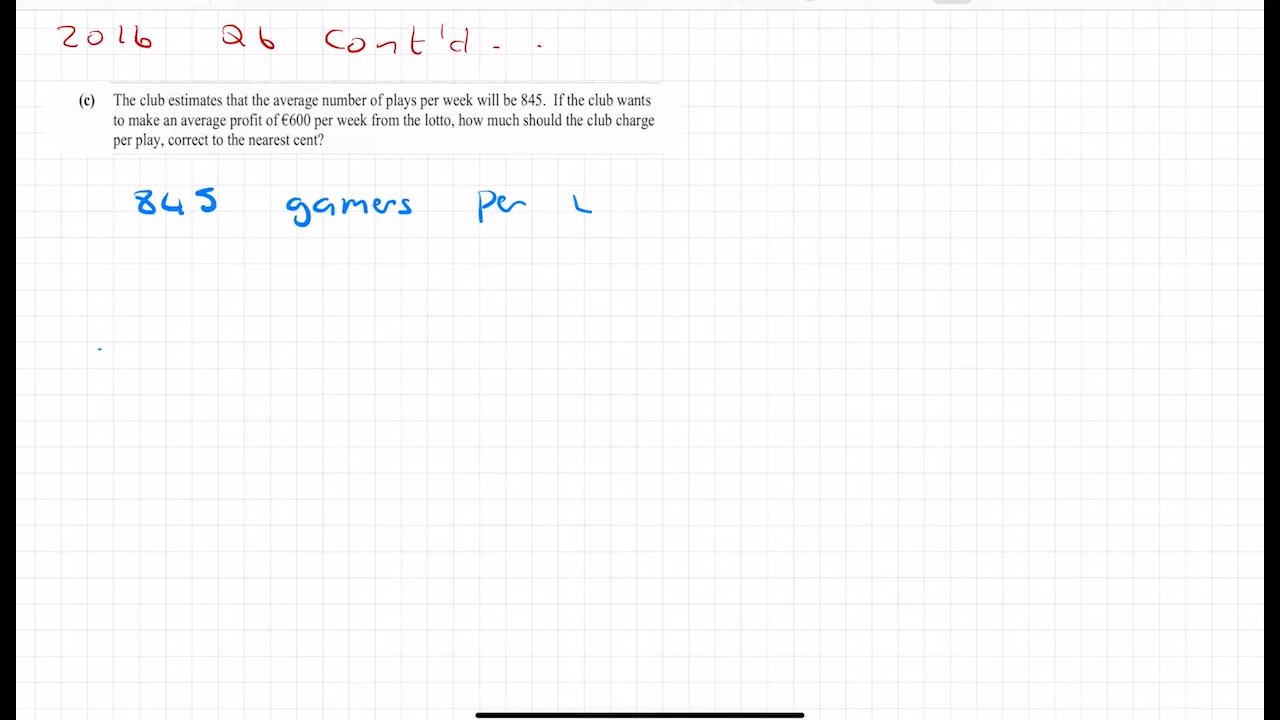 2016 Q6 Cont'd - .
(c) The club estimates that the average number of plays per week will be 845. If the club wants
to make an average profit of €600 per week from the lotto, how much should the club charge
per play, correct to the nearest cent?
845 gamers per